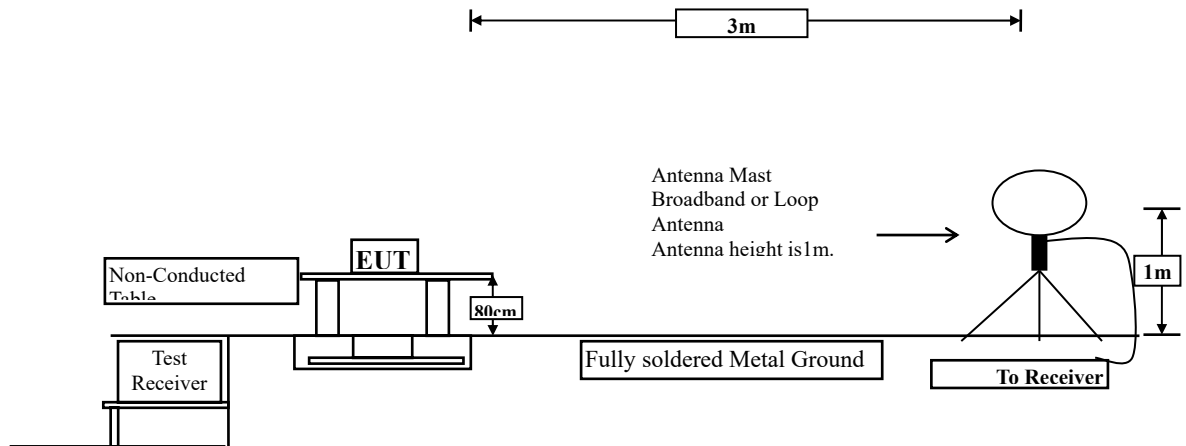 3m
Antenna Mast
Broadband or Loop
Antenna
Antenna height is1m.
EUT
Non-Conducted
Table
80cm
1m
Test
Receiver
Fully soldered Metal Ground
To Receiver